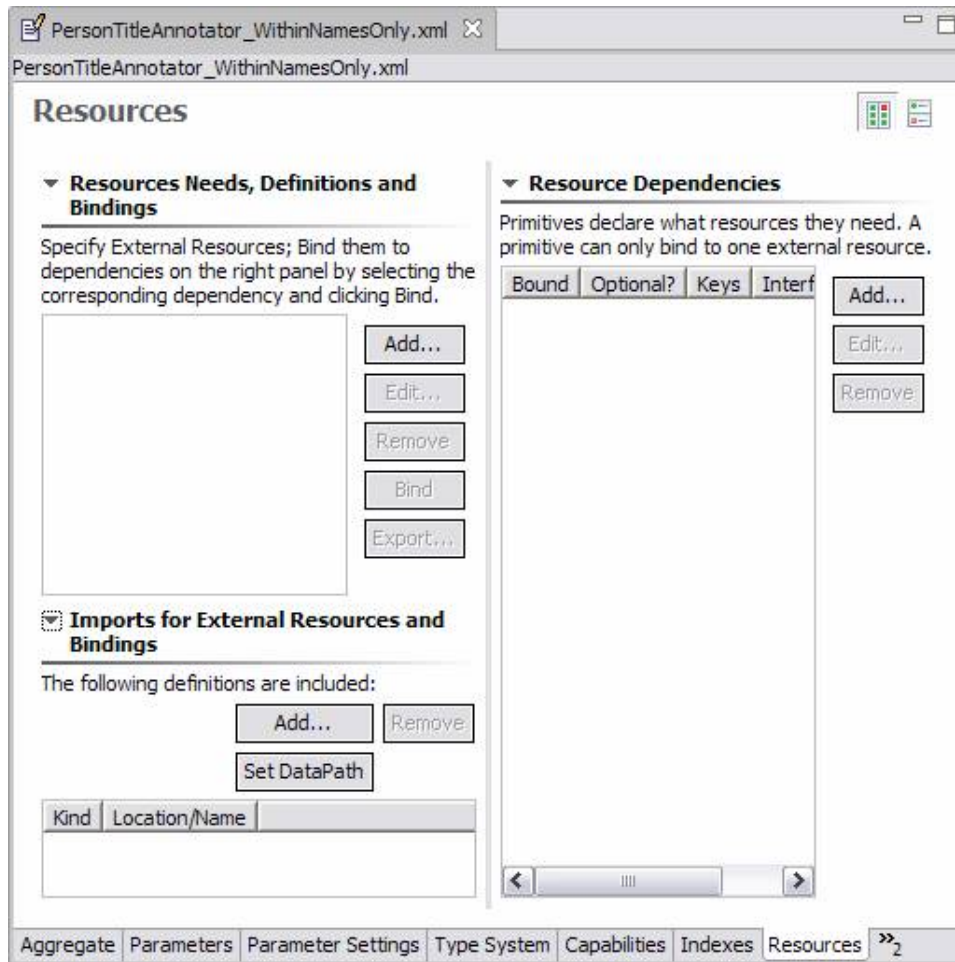 PersonTitleAnnotator_WithinNamesOnly.xml
PersonTitleAnnotator_WithinNamesOnly.xml
Resources
Resources Needs, Definitions and
Bindings
Specify External Resources; Bind them to
dependencies on the right panel by selecting the
corresponding dependency and clicking Bind.
Add...
Edit...
Remove
Bind
Export...
Imports for External Resources and
Bindings
The following definitions are included:
Add... Remove
Set DataPath
Kind Location/Name
Resource Dependencies
Primitives declare what resources they need. A
primitive can only bind to one external resource.
Bound Optional? Keys Interf
Add...
Edit...
Remove
Aggregate Parameters Parameter Settings Type System Capabilities Indexes Resources »2